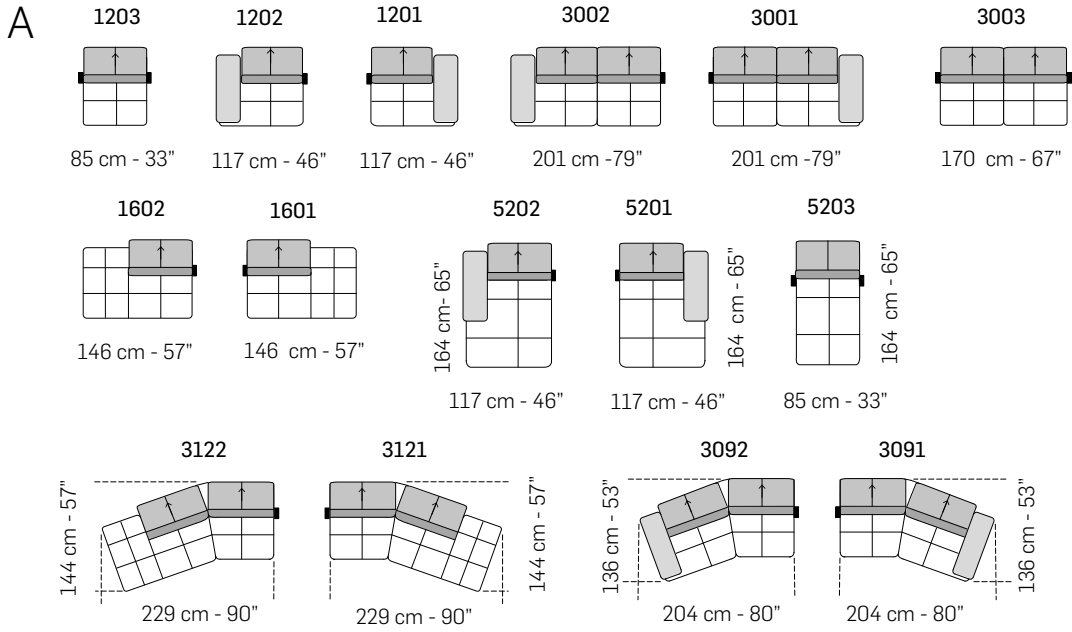 A
1203 1202 1201 3002 3001 3003
85 cm - 33" 117 cm - 46" 117 cm - 46" 201 cm -79" 201 cm -79" 170 cm - 67"
1602 1601 5202 5201 5203
164 cm- 65" 164 cm - 65" 164 cm - 65"
146 cm - 57" 146 cm - 57"
117 cm - 46" 117 cm - 46" 85 cm - 33"
3122 3121 3092 3091
144 cm - 57" 144 cm - 57" 136 cm - 53" 136 cm - 53"
229 cm - 90" 229 cm - 90" 204 cm - 80" 204 cm - 80"